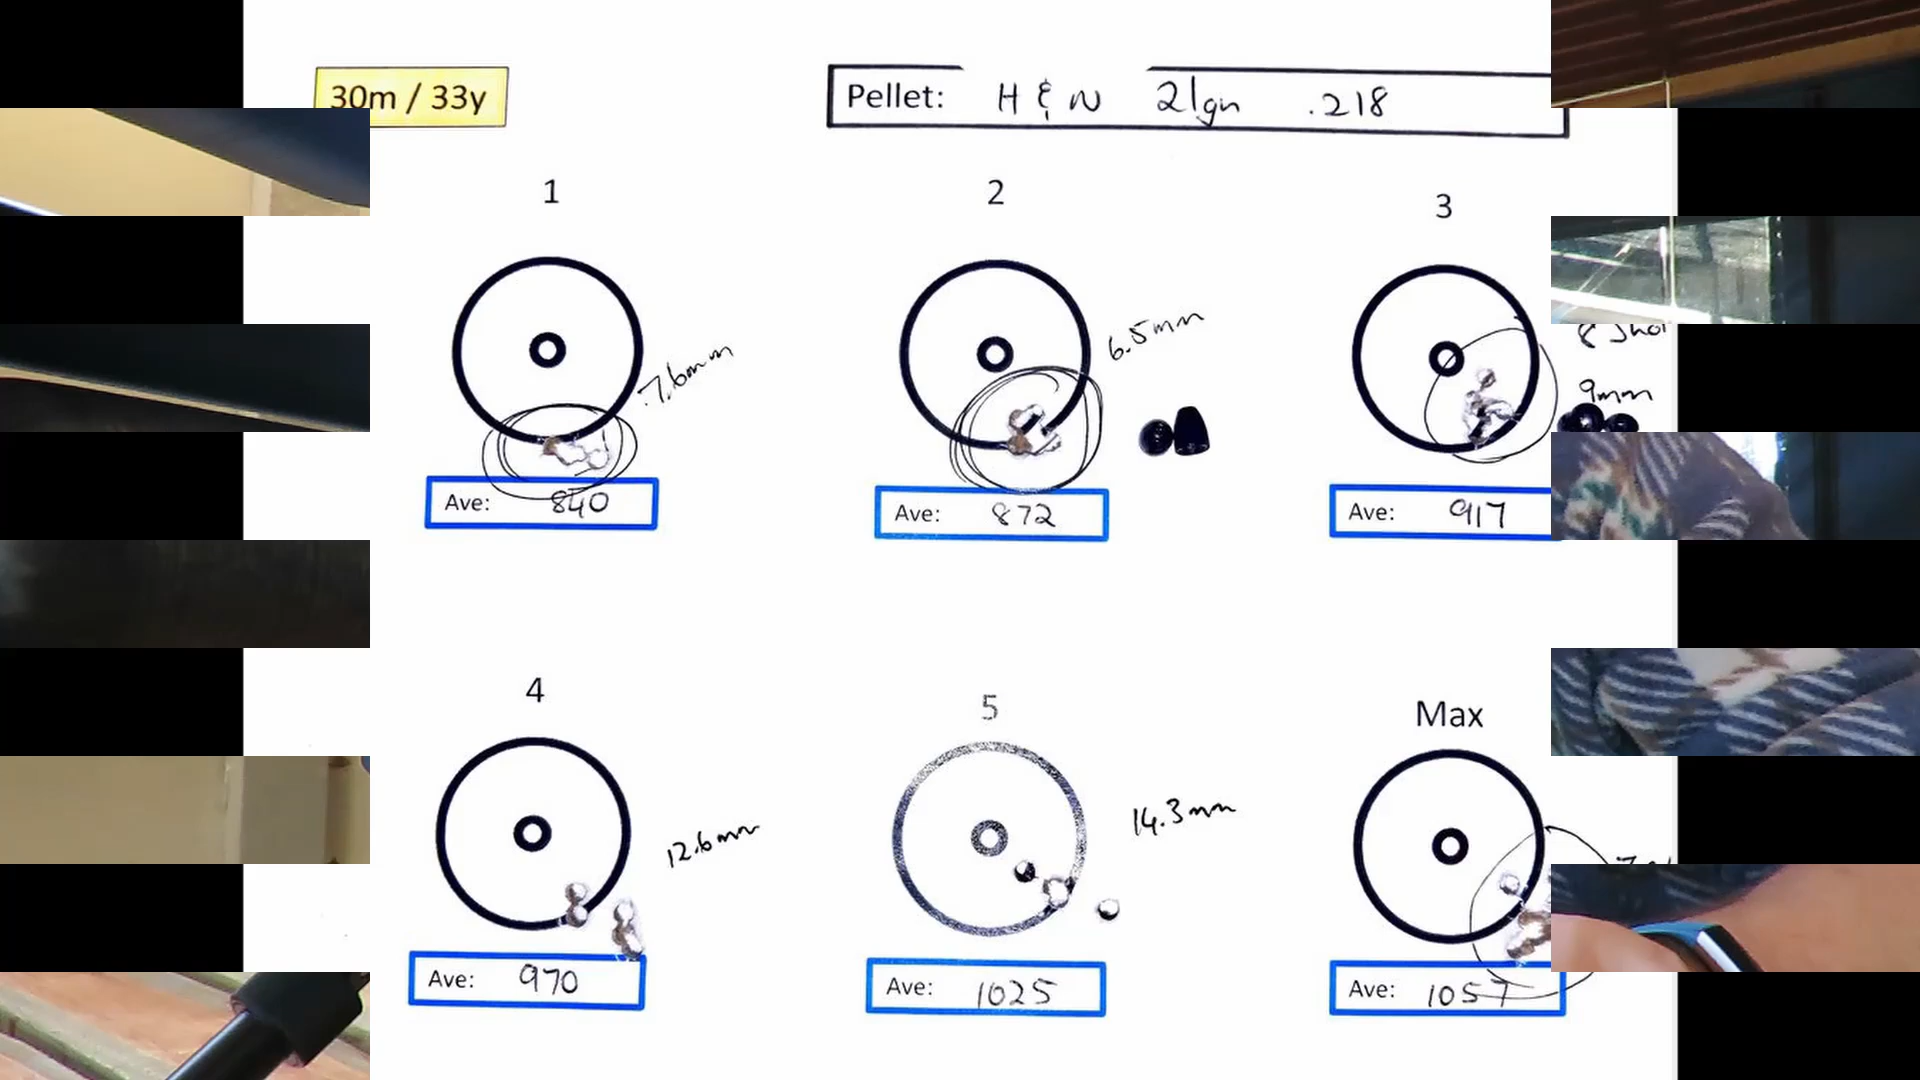 30m / 33y
Pellet: H & N 21gn .218
1
2
3
7.6mm
6.5mm
9mm
Ave: 840
Ave: 872
Ave: 917
4
5
Max
12.6mm
14.3mm
Ave: 970
Ave: 1025
Ave: 1057